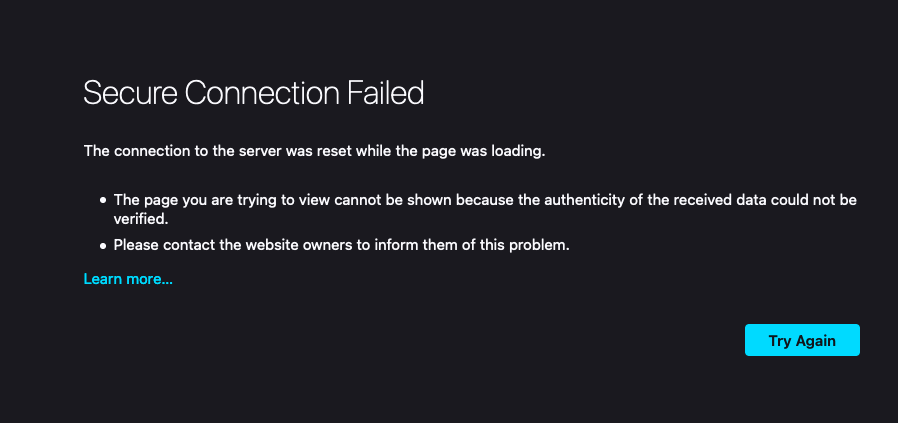 Secure Connection Failed
The connection to the server was reset while the page was loading.
The page you are trying to view cannot be shown because the authenticity of the received data could not be
verified.
Please contact the website owners to inform them of this problem.
Learn more...
Try Again